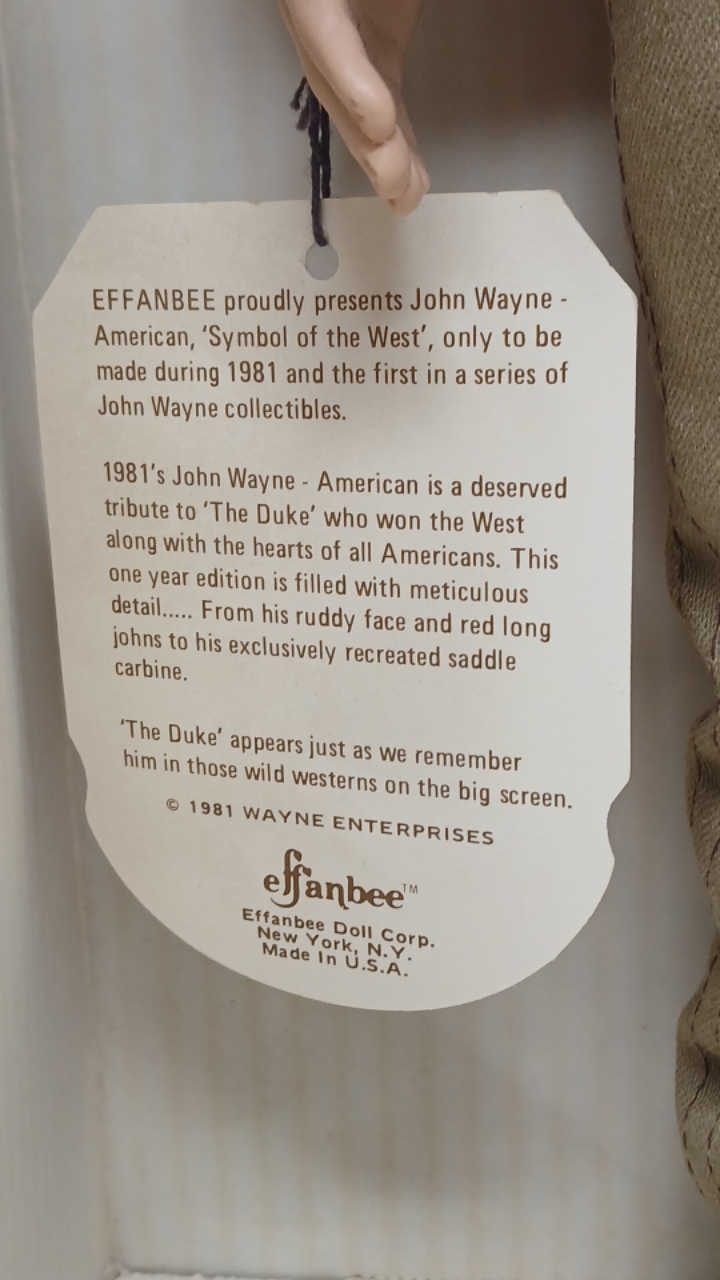 EFFANBEE proudly presents John Wayne -
American, ‘Symbol of the West’, only to be
made during 1981 and the first in a series of
John Wayne collectibles.
1981’s John Wayne - American is a deserved
tribute to ‘The Duke’ who won the West
along with the hearts of all Americans. This
one year edition is filled with meticulous
detail..... From his ruddy face and red long
johns to his exclusively recreated saddle
carbine.
‘The Duke’ appears just as we remember
him in those wild westerns on the big screen.
© 1981 WAYNE ENTERPRISES
effanbee™
Effanbee Doll Corp.
New York, N.Y.
Made In U.S.A.